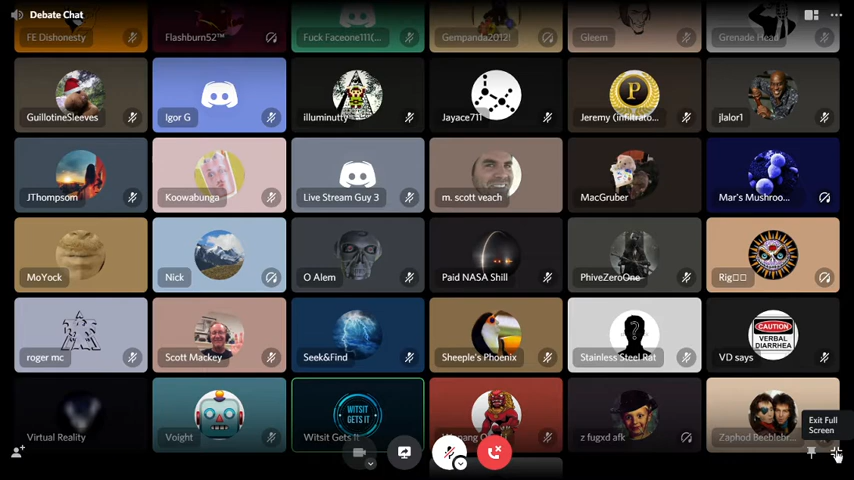 Debate Chat
FE Dishonesty
Flashburn52™
Fuck Faceone111(...
Gempanda2012!
Gleem
Grenade Head
GuillotineSleeves
Igor G
illuminutty
Jayace711
Jeremy (infiltrato...
jlalor1
JThompsom
Koowabunga
Live Stream Guy 3
m. scott veach
MacGruber
Mar's Mushroo...
MoYock
Nick
O Alem
Paid NASA Shill
PhiveZeroOne
Rig□□
roger mc
Scott Mackey
Seek&Find
Sheeple's Phoenix
Stainless Steel Rat
CAUTION
VERBAL
DIARRHEA
VD says
Virtual Reality
Voight
WITSIT
GETS IT
Witsit Gets It
z fugxd afk
Zaphod Beeblebr...
Exit Full
Screen